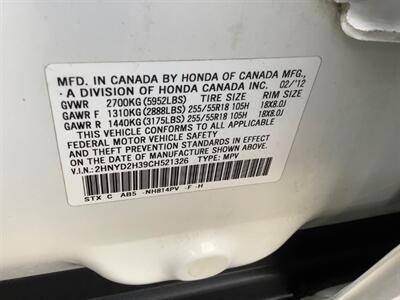 MFD. IN CANADA BY HONDA OF CANADA MFG.,
A DIVISION OF HONDA CANADA INC. 02/'12
GVWR 2700KG(5952LBS) TIRE SIZE RIM SIZE
GAWR F 1310KG(2888LBS) 255/55R18 105H 18X8.0J
GAWR R 1440KG(3175LBS) 255/55R18 105H 18X8.0J
THIS VEHICLE CONFORMS TO ALL APPLICABLE
FEDERAL MOTOR VEHICLE SAFETY AND
THEFT PREVENTION STANDARDS IN EFFECT ON
THE DATE OF MANUFACTURE SHOWN ABOVE.
V.I.N.: 2HNYD2H39CH521326 TYPE: MPV
STX C AB5 -NH814PV -F -H